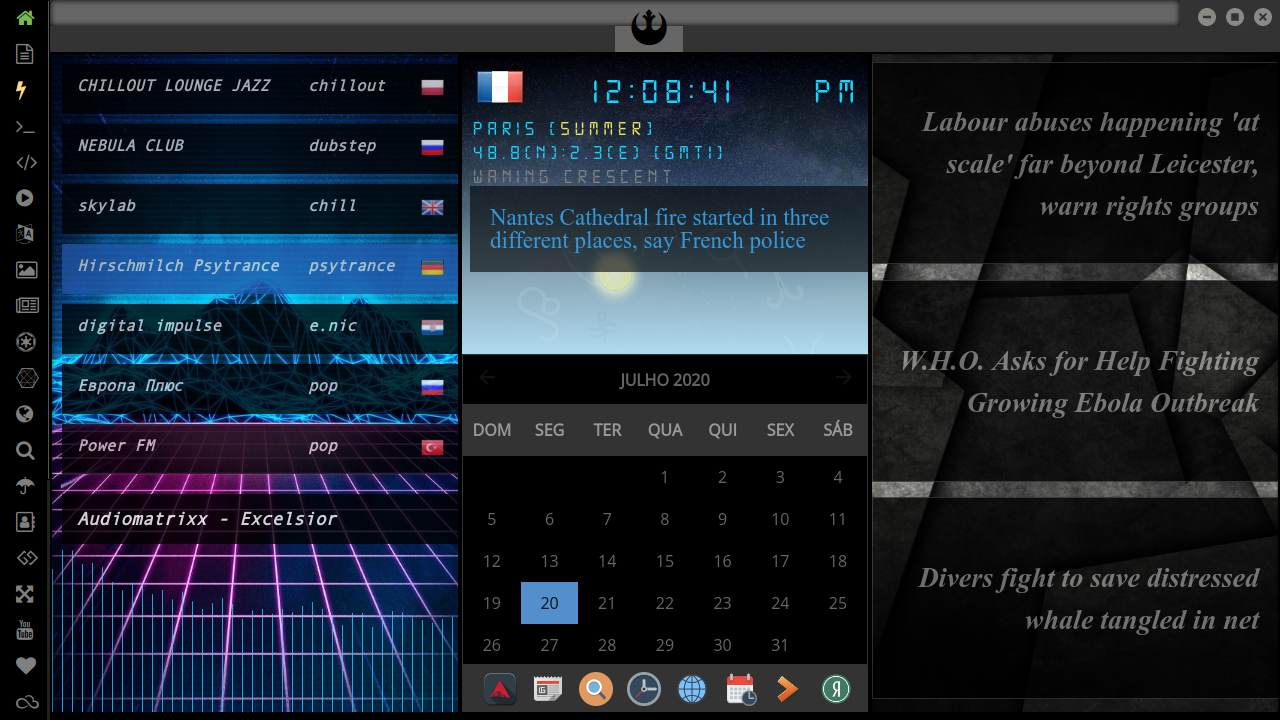 CHILLOUT LOUNGE JAZZ chillout
NEBULA CLUB dubstep
skylab chill
Hirschmilch Psytrance psytrance
digital impulse e.nic
Европа Плюс pop
Power FM pop
Audiomatrixx - Excelsior
12:08:41 PM
PARIS (SUMMER)
48.8(N):2.3(E) (GMT1)
WANING CRESCENT
Nantes Cathedral fire started in three
different places, say French police
JULHO 2020
DOM SEG TER QUA QUI SEX SÁB
1 2 3 4
5 6 7 8 9 10 11
12 13 14 15 16 17 18
19 20 21 22 23 24 25
26 27 28 29 30 31
Labour abuses happening 'at
scale' far beyond Leicester,
warn rights groups
W.H.O. Asks for Help Fighting
Growing Ebola Outbreak
Divers fight to save distressed
whale tangled in net
You
Tube
Я